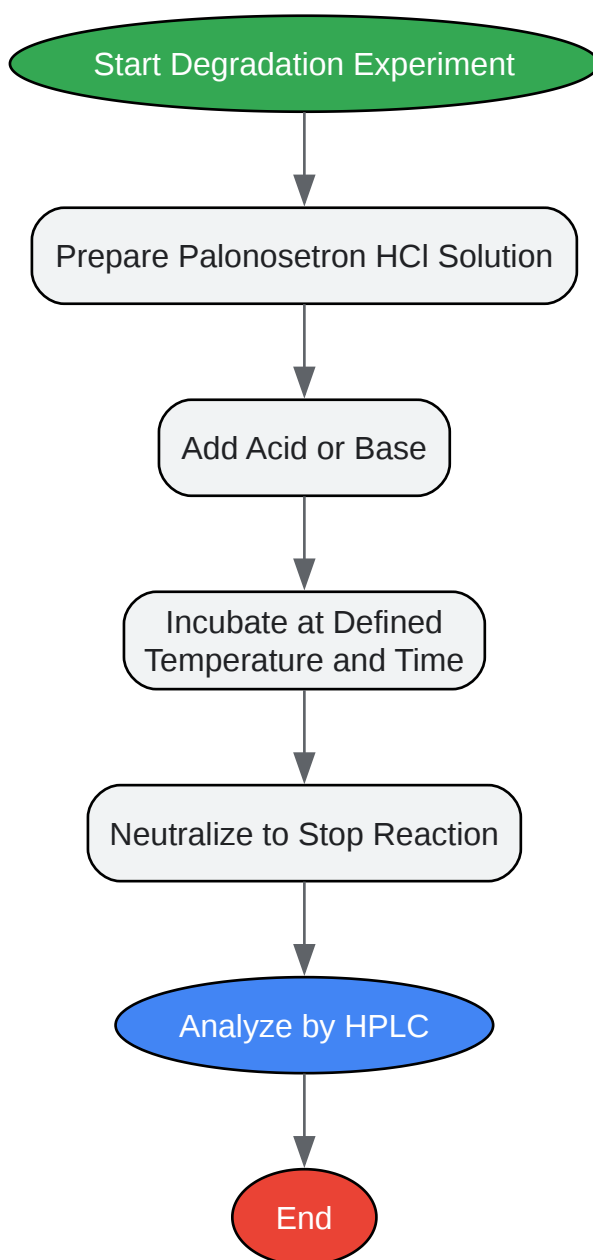 Start Degradation Experiment
Prepare Palonosetron HCl Solution
Add Acid or Base
Incubate at Defined
Temperature and Time
Neutralize to Stop Reaction
Analyze by HPLC
End